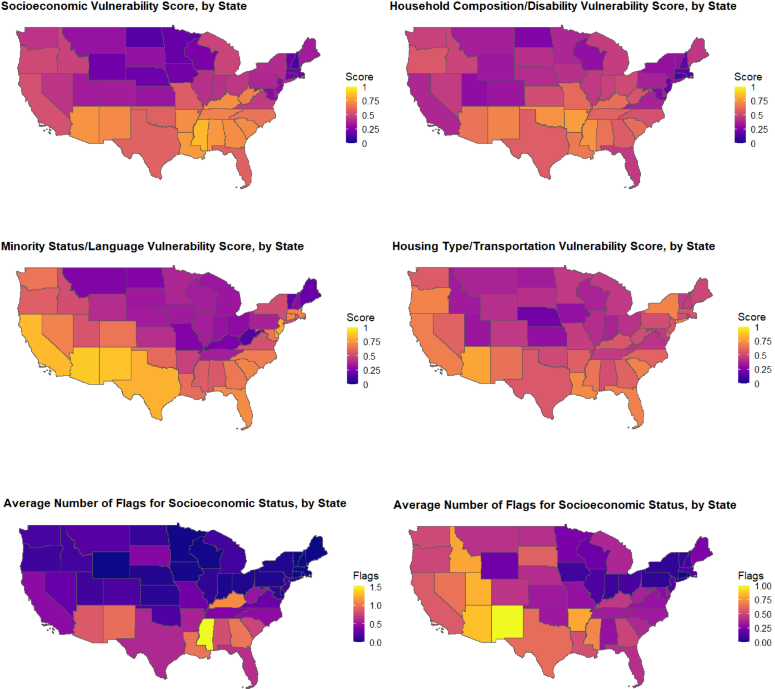 Socioeconomic Vulnerability Score, by State
Household Composition/Disability Vulnerability Score, by State
Score
1
0.75
0.5
0.25
0
Score
1
0.75
0.5
0.25
0
Minority Status/Language Vulnerability Score, by State
Housing Type/Transportation Vulnerability Score, by State
Score
1
0.75
0.5
0.25
0
Score
1
0.75
0.5
0.25
0
Average Number of Flags for Socioeconomic Status, by State
Average Number of Flags for Socioeconomic Status, by State
Flags
1.5
1.0
0.5
0.0
Flags
1.00
0.75
0.50
0.25
0.00